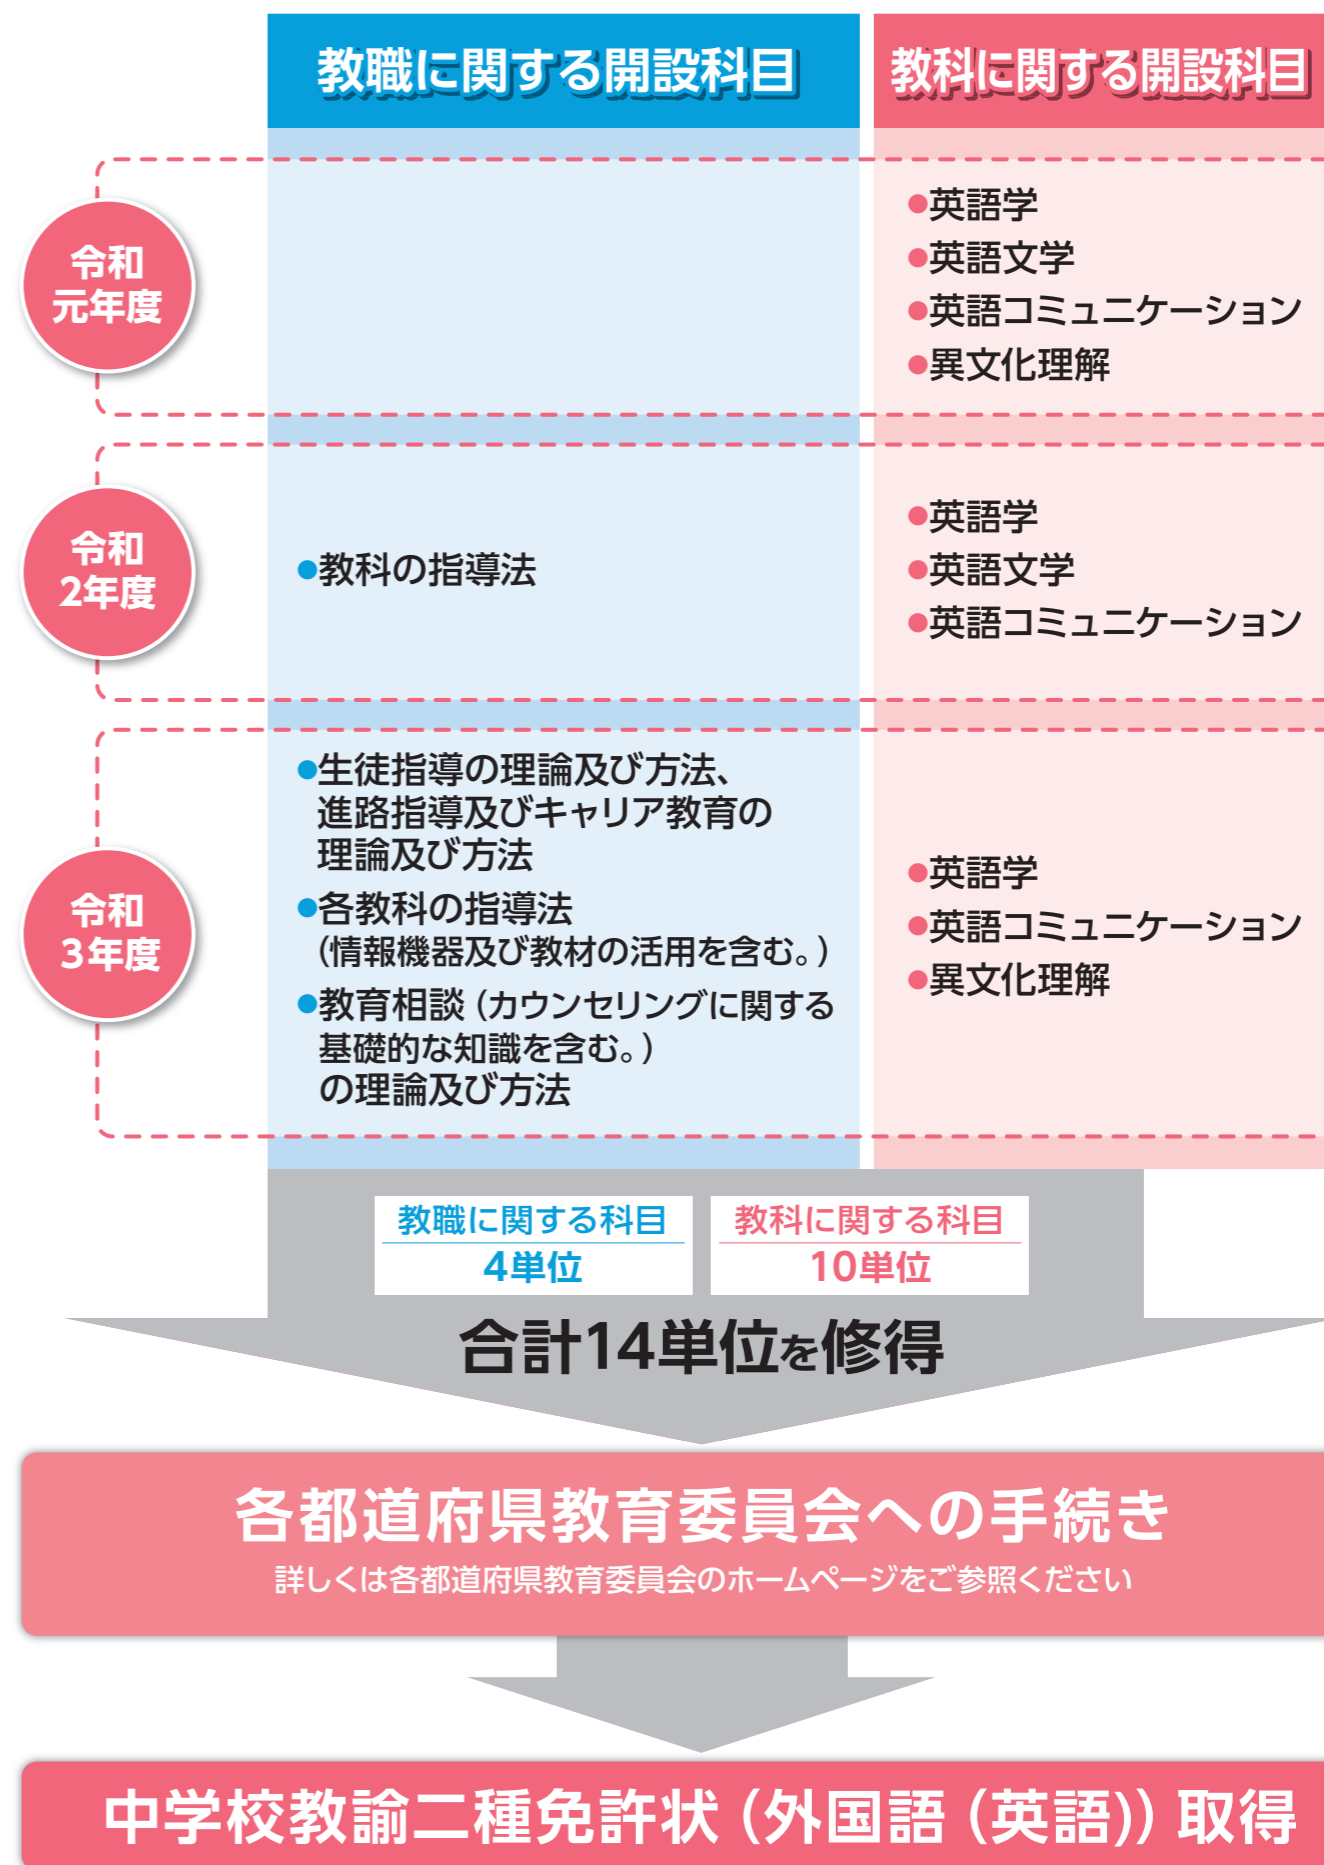 教職に関する開設科目
教科に関する開設科目
令和
元年度
●英語学
●英語文学
●英語コミュニケーション
●異文化理解
令和
2年度
●教科の指導法
●英語学
●英語文学
●英語コミュニケーション
令和
3年度
●生徒指導の理論及び方法、
進路指導及びキャリア教育の
理論及び方法
●各教科の指導法
(情報機器及び教材の活用を含む。)
●教育相談(カウンセリングに関する
基礎的な知識を含む。)
の理論及び方法
●英語学
●英語コミュニケーション
●異文化理解
教職に関する科目
4単位
教科に関する科目
10単位
合計14単位を修得
各都道府県教育委員会への手続き
詳しくは各都道府県教育委員会のホームページをご参照ください
中学校教諭二種免許状(外国語(英語))取得